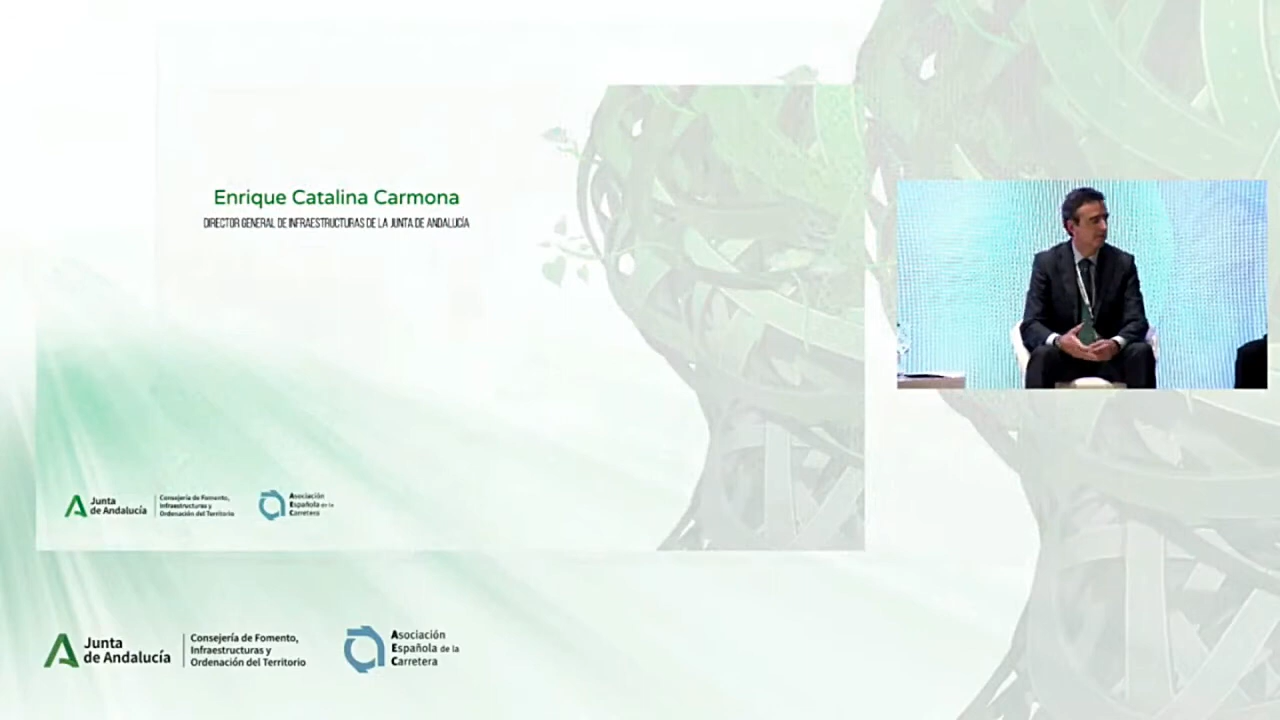 Enrique Catalina Carmona
DIRECTOR GENERAL DE INFRAESTRUCTURAS DE LA JUNTA DE ANDALUCÍA
Junta
de Andalucía
Consejería de Fomento,
Infraestructuras y
Ordenación del Territorio
Asociación
Española de la
Carretera
Junta
de Andalucía
Consejería de Fomento,
Infraestructuras y
Ordenación del Territorio
Asociación
Española de la
Carretera